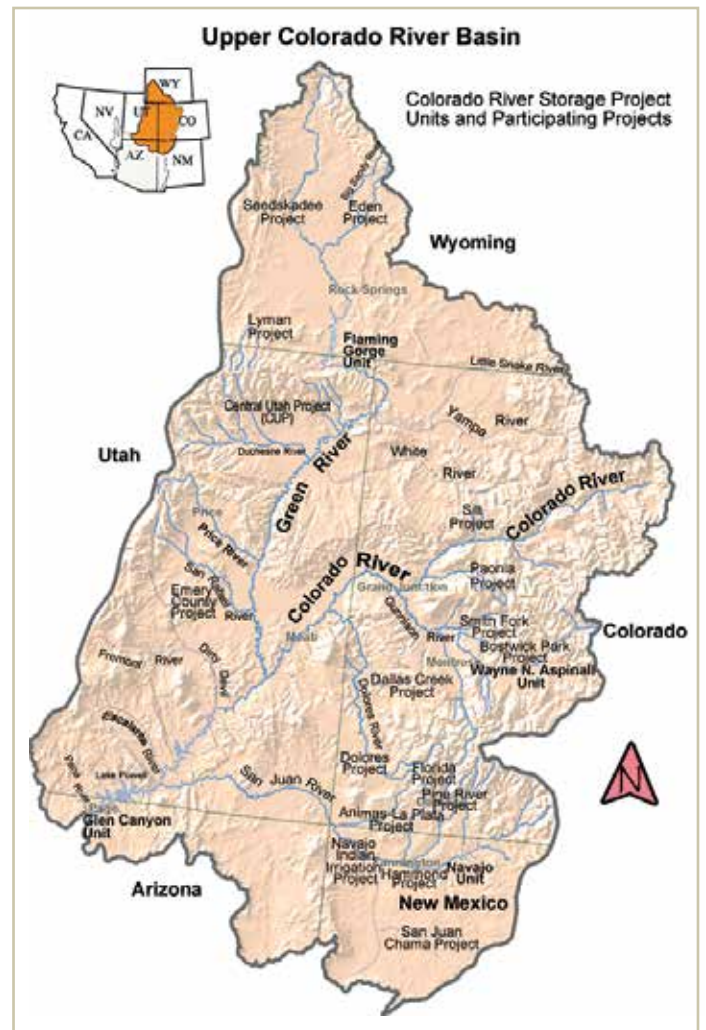 Upper Colorado River Basin
WY
NV
UT
CO
CA
AZ
NM
Colorado River Storage Project
Units and Participating Projects
Big Sandy River
Seedskadee
Project
Eden
Project
Wyoming
Rock Springs
Lyman
Project
Flaming
Gorge
Unit
Little Snake River
Central Utah Project
(CUP)
Yampa River
Utah
Duchesne River
Green River
White
River
Colorado River
Silt
Project
Price
Price River
Colorado River
Grand Junction
Paonia
Project
San Rafael
River
Emery
County
Project
Gunnison
River
Smith Fork
Project
Colorado
Moab
Bostwick Park
Project
Montrose
Wayne N. Aspinall
Unit
Fremont River
Dirty Devil
Dallas Creek
Project
Dolores River
Escalante River
Paria River
Lake Powell
San Juan River
Dolores
Project
Florida
Project
Pine River
Project
Page
Glen Canyon
Unit
Animas-La Plata
Project
N
Navajo
Indian
Irrigation
Project
Farmington
Hammond
Project
Navajo
Unit
Arizona
New Mexico
San Juan
Chama Project